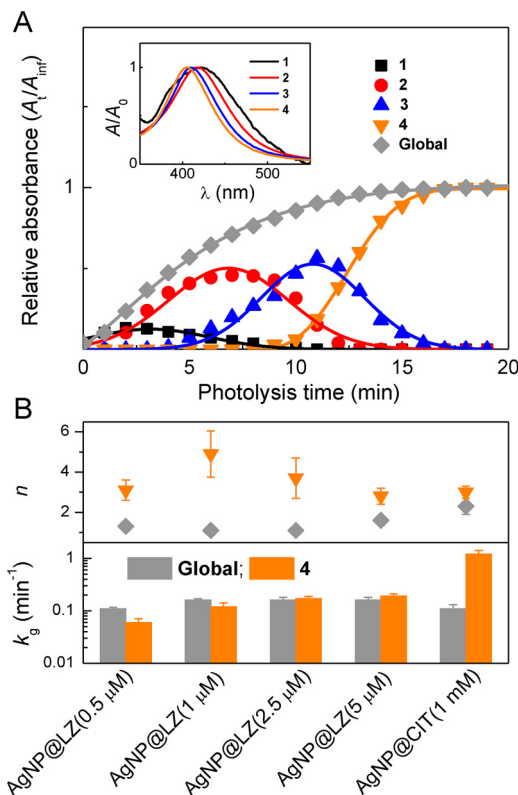 A
Relative absorbance (At/Ainf)
1
0
5
10
15
20
Photolysis time (min)
1
2
3
4
Global
A/A0
1
0
400
500
λ (nm)
1
2
3
4
B
n
6
4
2
kg (min-1)
1
0.1
0.01
Global; 4
AgNP@LZ(0.5 μM)
AgNP@LZ(1 μM)
AgNP@LZ(2.5 μM)
AgNP@LZ(5 μM)
AgNP@CIT(1 mM)